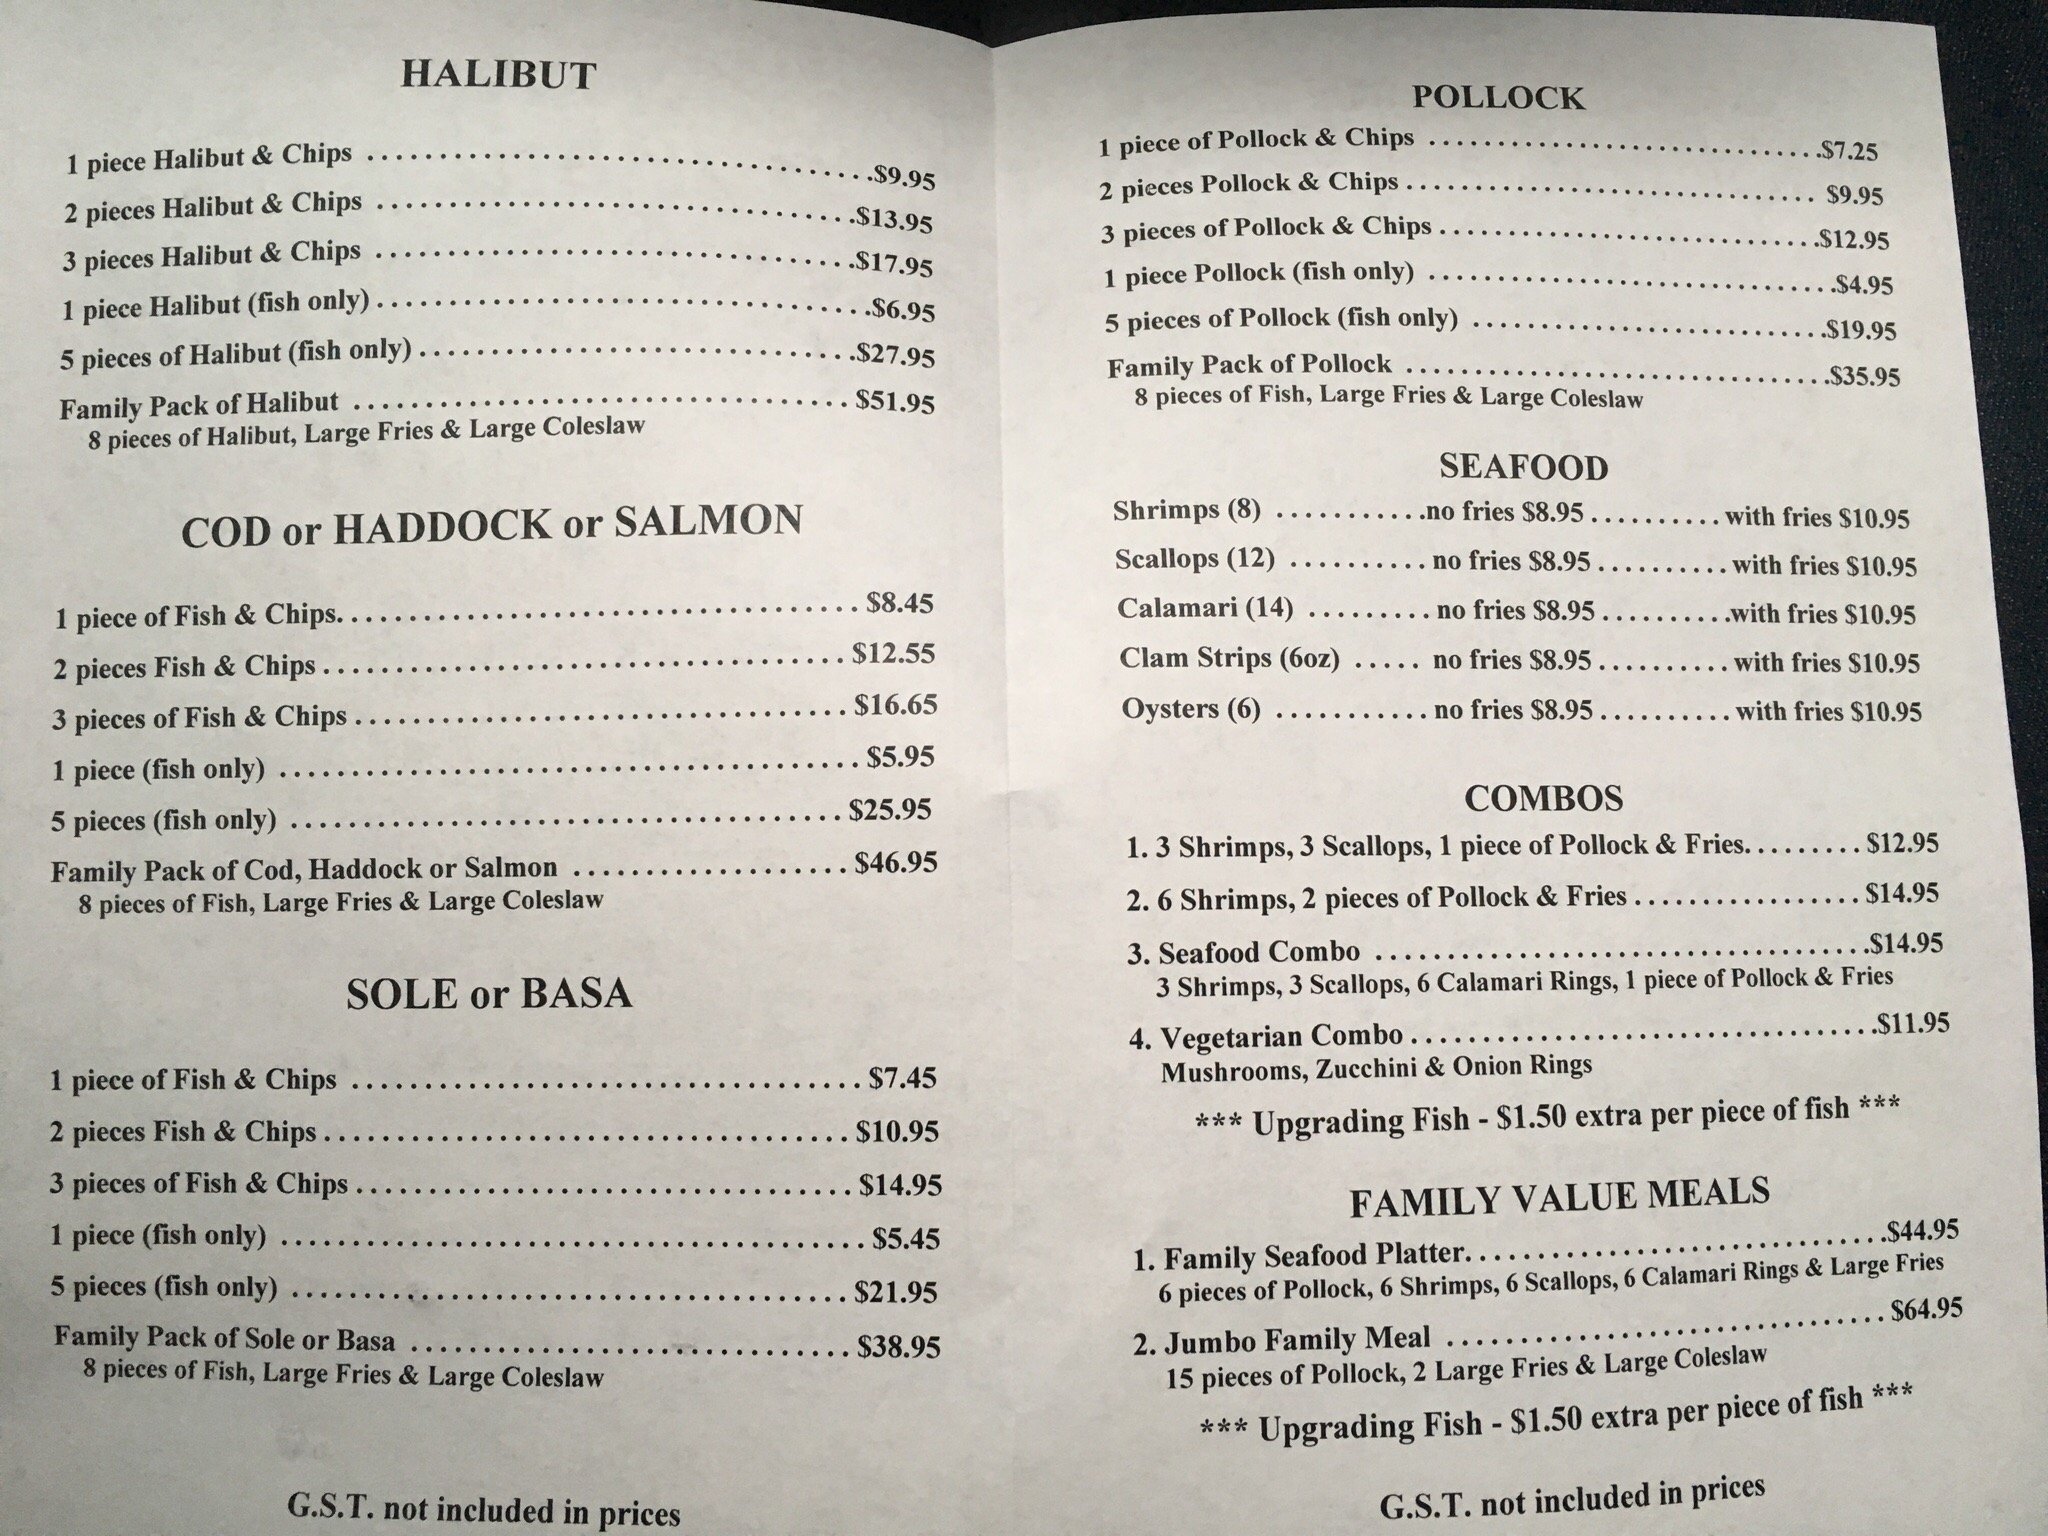 HALIBUT
1 piece Halibut & Chips ........................................$9.95
2 pieces Halibut & Chips ........................................$13.95
3 pieces Halibut & Chips ........................................$17.95
1 piece Halibut (fish only) ........................................$6.95
5 pieces of Halibut (fish only) ........................................$27.95
Family Pack of Halibut ........................................ $51.95
8 pieces of Halibut, Large Fries & Large Coleslaw
COD or HADDOCK or SALMON
1 piece of Fish & Chips........................................ $8.45
2 pieces Fish & Chips ........................................ $12.55
3 pieces of Fish & Chips ........................................ $16.65
1 piece (fish only) ........................................ $5.95
5 pieces (fish only) ........................................ $25.95
Family Pack of Cod, Haddock or Salmon .................... $46.95
8 pieces of Fish, Large Fries & Large Coleslaw
SOLE or BASA
1 piece of Fish & Chips ........................................ $7.45
2 pieces Fish & Chips ........................................ $10.95
3 pieces of Fish & Chips ........................................ $14.95
1 piece (fish only) ........................................ $5.45
5 pieces (fish only) ........................................ $21.95
Family Pack of Sole or Basa ........................................ $38.95
8 pieces of Fish, Large Fries & Large Coleslaw
G.S.T. not included in prices
POLLOCK
1 piece of Pollock & Chips ..............................$7.25
2 pieces Pollock & Chips .............................. $9.95
3 pieces of Pollock & Chips ..............................$12.95
1 piece Pollock (fish only) ..............................$4.95
5 pieces of Pollock (fish only) ..............................$19.95
Family Pack of Pollock ..............................$35.95
8 pieces of Fish, Large Fries & Large Coleslaw
SEAFOOD
Shrimps (8) ...........no fries $8.95 .......... with fries $10.95
Scallops (12) .......... no fries $8.95 .......... with fries $10.95
Calamari (14) ......... no fries $8.95 ..........with fries $10.95
Clam Strips (6oz) ..... no fries $8.95 .......... with fries $10.95
Oysters (6) ........... no fries $8.95 .......... with fries $10.95
COMBOS
1. 3 Shrimps, 3 Scallops, 1 piece of Pollock & Fries......... $12.95
2. 6 Shrimps, 2 pieces of Pollock & Fries ................. $14.95
3. Seafood Combo ...................................$14.95
3 Shrimps, 3 Scallops, 6 Calamari Rings, 1 piece of Pollock & Fries
4. Vegetarian Combo ..................................$11.95
Mushrooms, Zucchini & Onion Rings
*** Upgrading Fish - $1.50 extra per piece of fish ***
FAMILY VALUE MEALS
1. Family Seafood Platter...............................$44.95
6 pieces of Pollock, 6 Shrimps, 6 Scallops, 6 Calamari Rings & Large Fries
2. Jumbo Family Meal .............................. $64.95
15 pieces of Pollock, 2 Large Fries & Large Coleslaw
*** Upgrading Fish - $1.50 extra per piece of fish ***
G.S.T. not included in prices